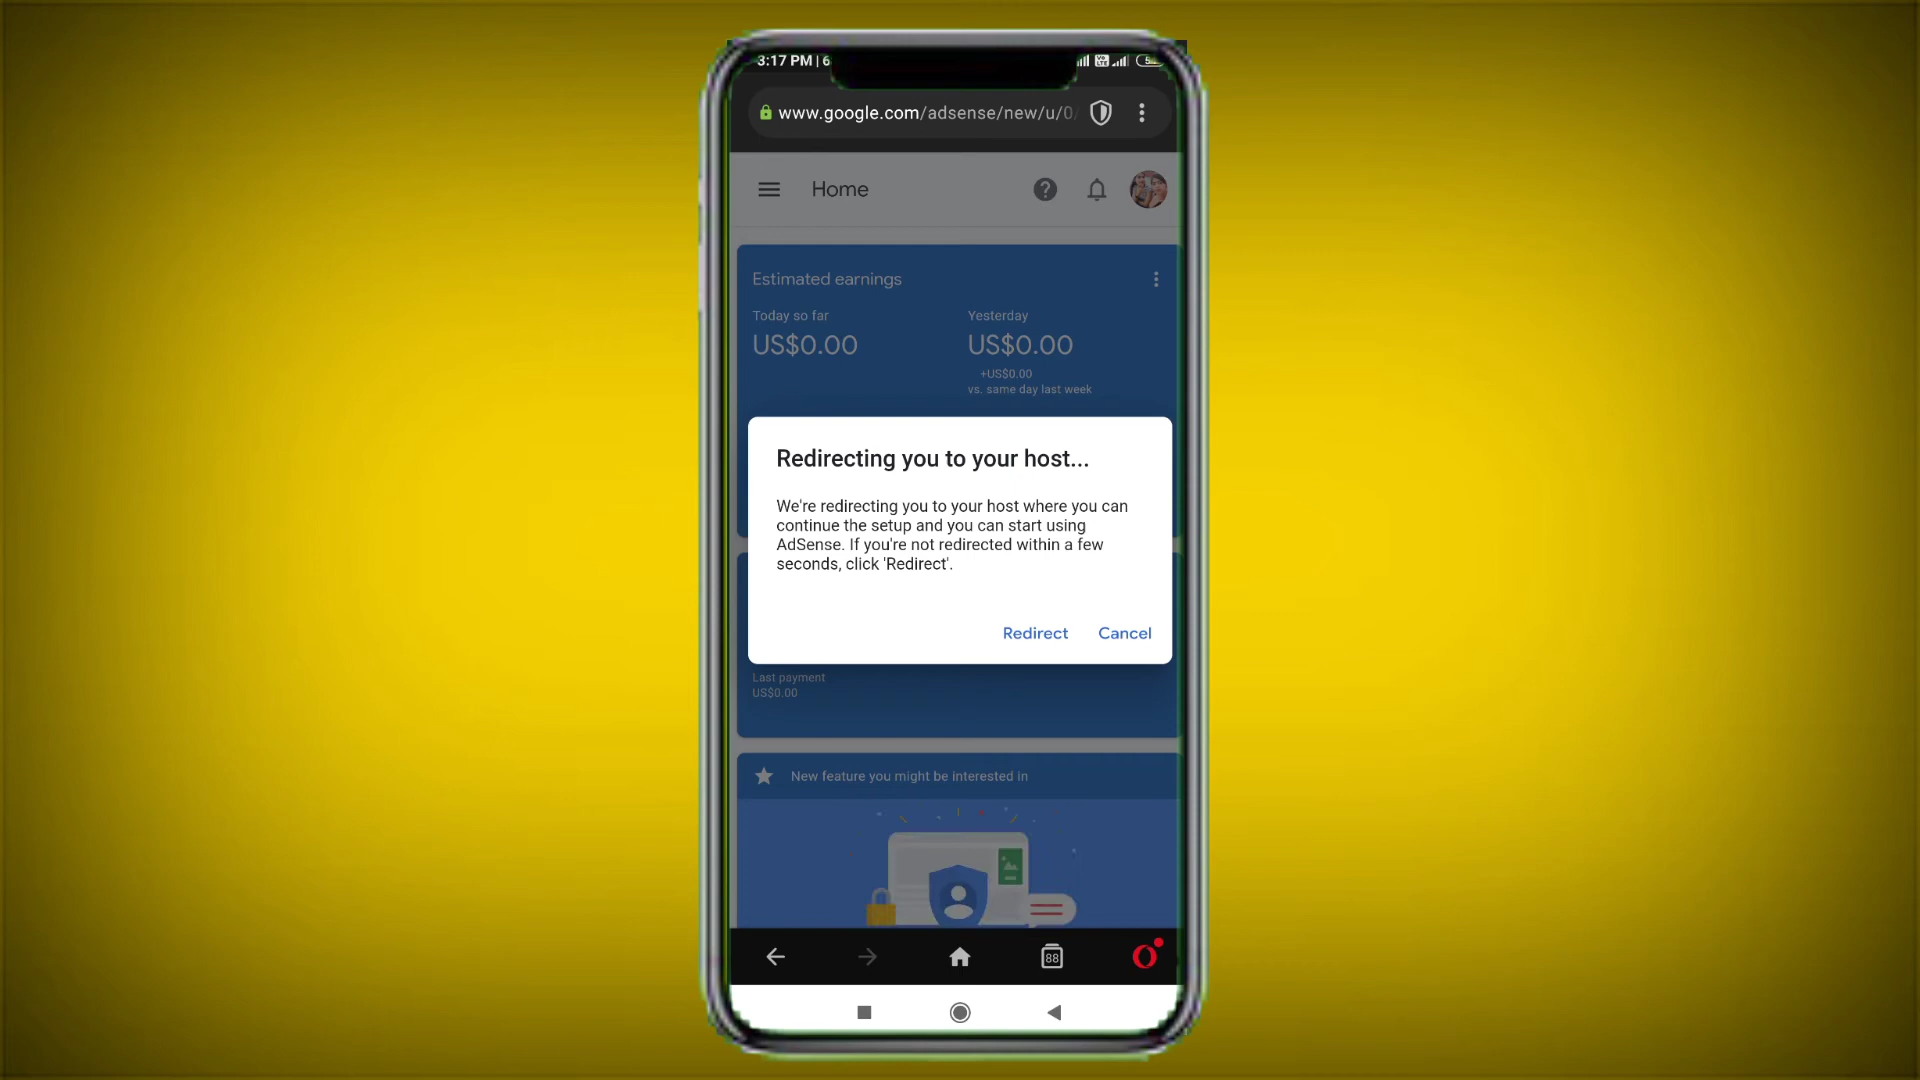 3:17 PM | 6
www.google.com/adsense/new/u/0/
Home
Estimated earnings
Today so far
US$0.00
Yesterday
US$0.00
+US$0.00
vs. same day last week
Redirecting you to your host...
We're redirecting you to your host where you can
continue the setup and you can start using
AdSense. If you're not redirected within a few
seconds, click 'Redirect'.
Redirect Cancel
Last payment
US$0.00
New feature you might be interested in
88